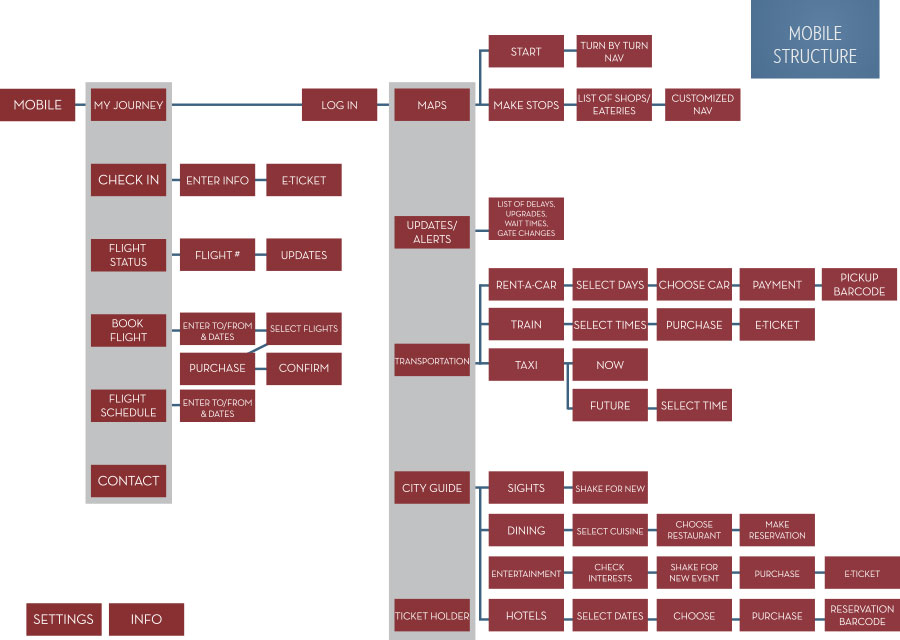 MOBILE
STRUCTURE
MOBILE
MY JOURNEY
LOG IN
MAPS
START
TURN BY TURN
NAV
MAKE STOPS
LIST OF SHOPS/
EATERIES
CUSTOMIZED
NAV
CHECK IN
ENTER INFO
E-TICKET
UPDATES/
ALERTS
LIST OF DELAYS,
UPGRADES,
WAIT TIMES,
GATE CHANGES
FLIGHT
STATUS
FLIGHT #
UPDATES
BOOK
FLIGHT
ENTER TO/FROM
& DATES
SELECT FLIGHTS
PURCHASE
CONFIRM
FLIGHT
SCHEDULE
ENTER TO/FROM
& DATES
CONTACT
TRANSPORTATION
RENT-A-CAR
SELECT DAYS
CHOOSE CAR
PAYMENT
PICKUP
BARCODE
TRAIN
SELECT TIMES
PURCHASE
E-TICKET
TAXI
NOW
FUTURE
SELECT TIME
CITY GUIDE
SIGHTS
SHAKE FOR NEW
DINING
SELECT CUISINE
CHOOSE
RESTAURANT
MAKE
RESERVATION
ENTERTAINMENT
CHECK
INTERESTS
SHAKE FOR
NEW EVENT
PURCHASE
E-TICKET
HOTELS
SELECT DATES
CHOOSE
PURCHASE
RESERVATION
BARCODE
TICKET HOLDER
SETTINGS
INFO